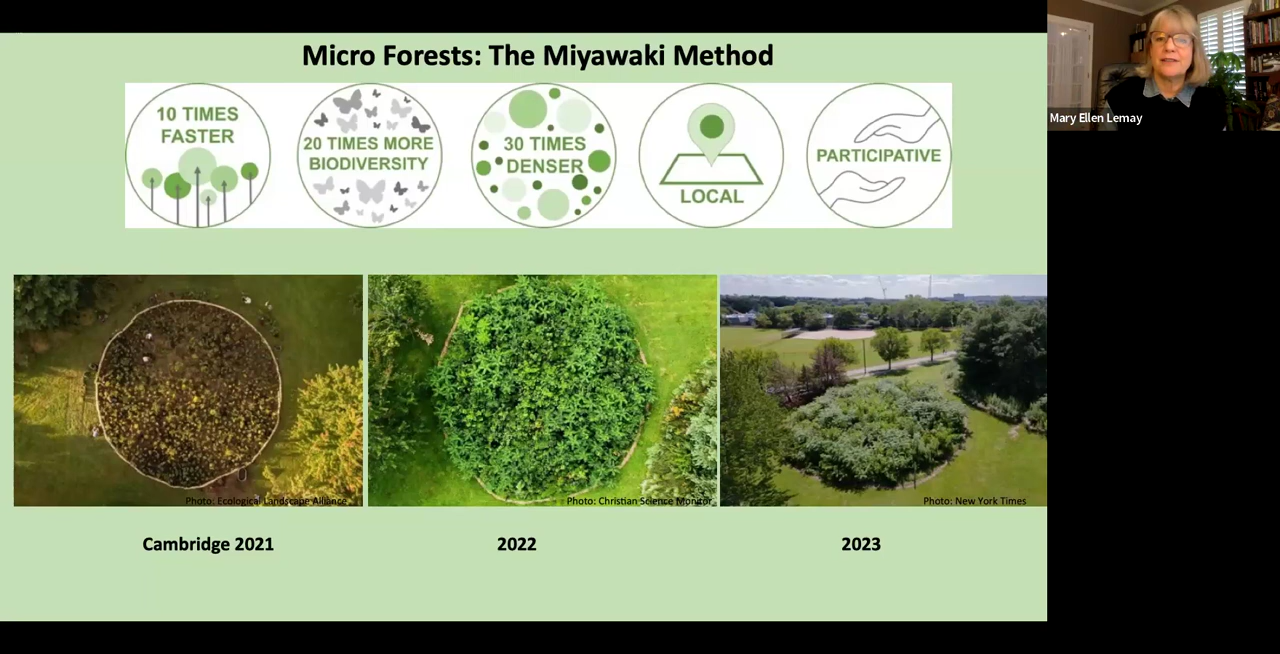 Micro Forests: The Miyawaki Method
10 TIMES
FASTER
20 TIMES MORE
BIODIVERSITY
30 TIMES
DENSER
LOCAL
PARTICIPATIVE
Mary Ellen Lemay
Photo: Ecological Landscape Alliance
Photo: Christian Science Monitor
Photo: New York Times
Cambridge 2021
2022
2023